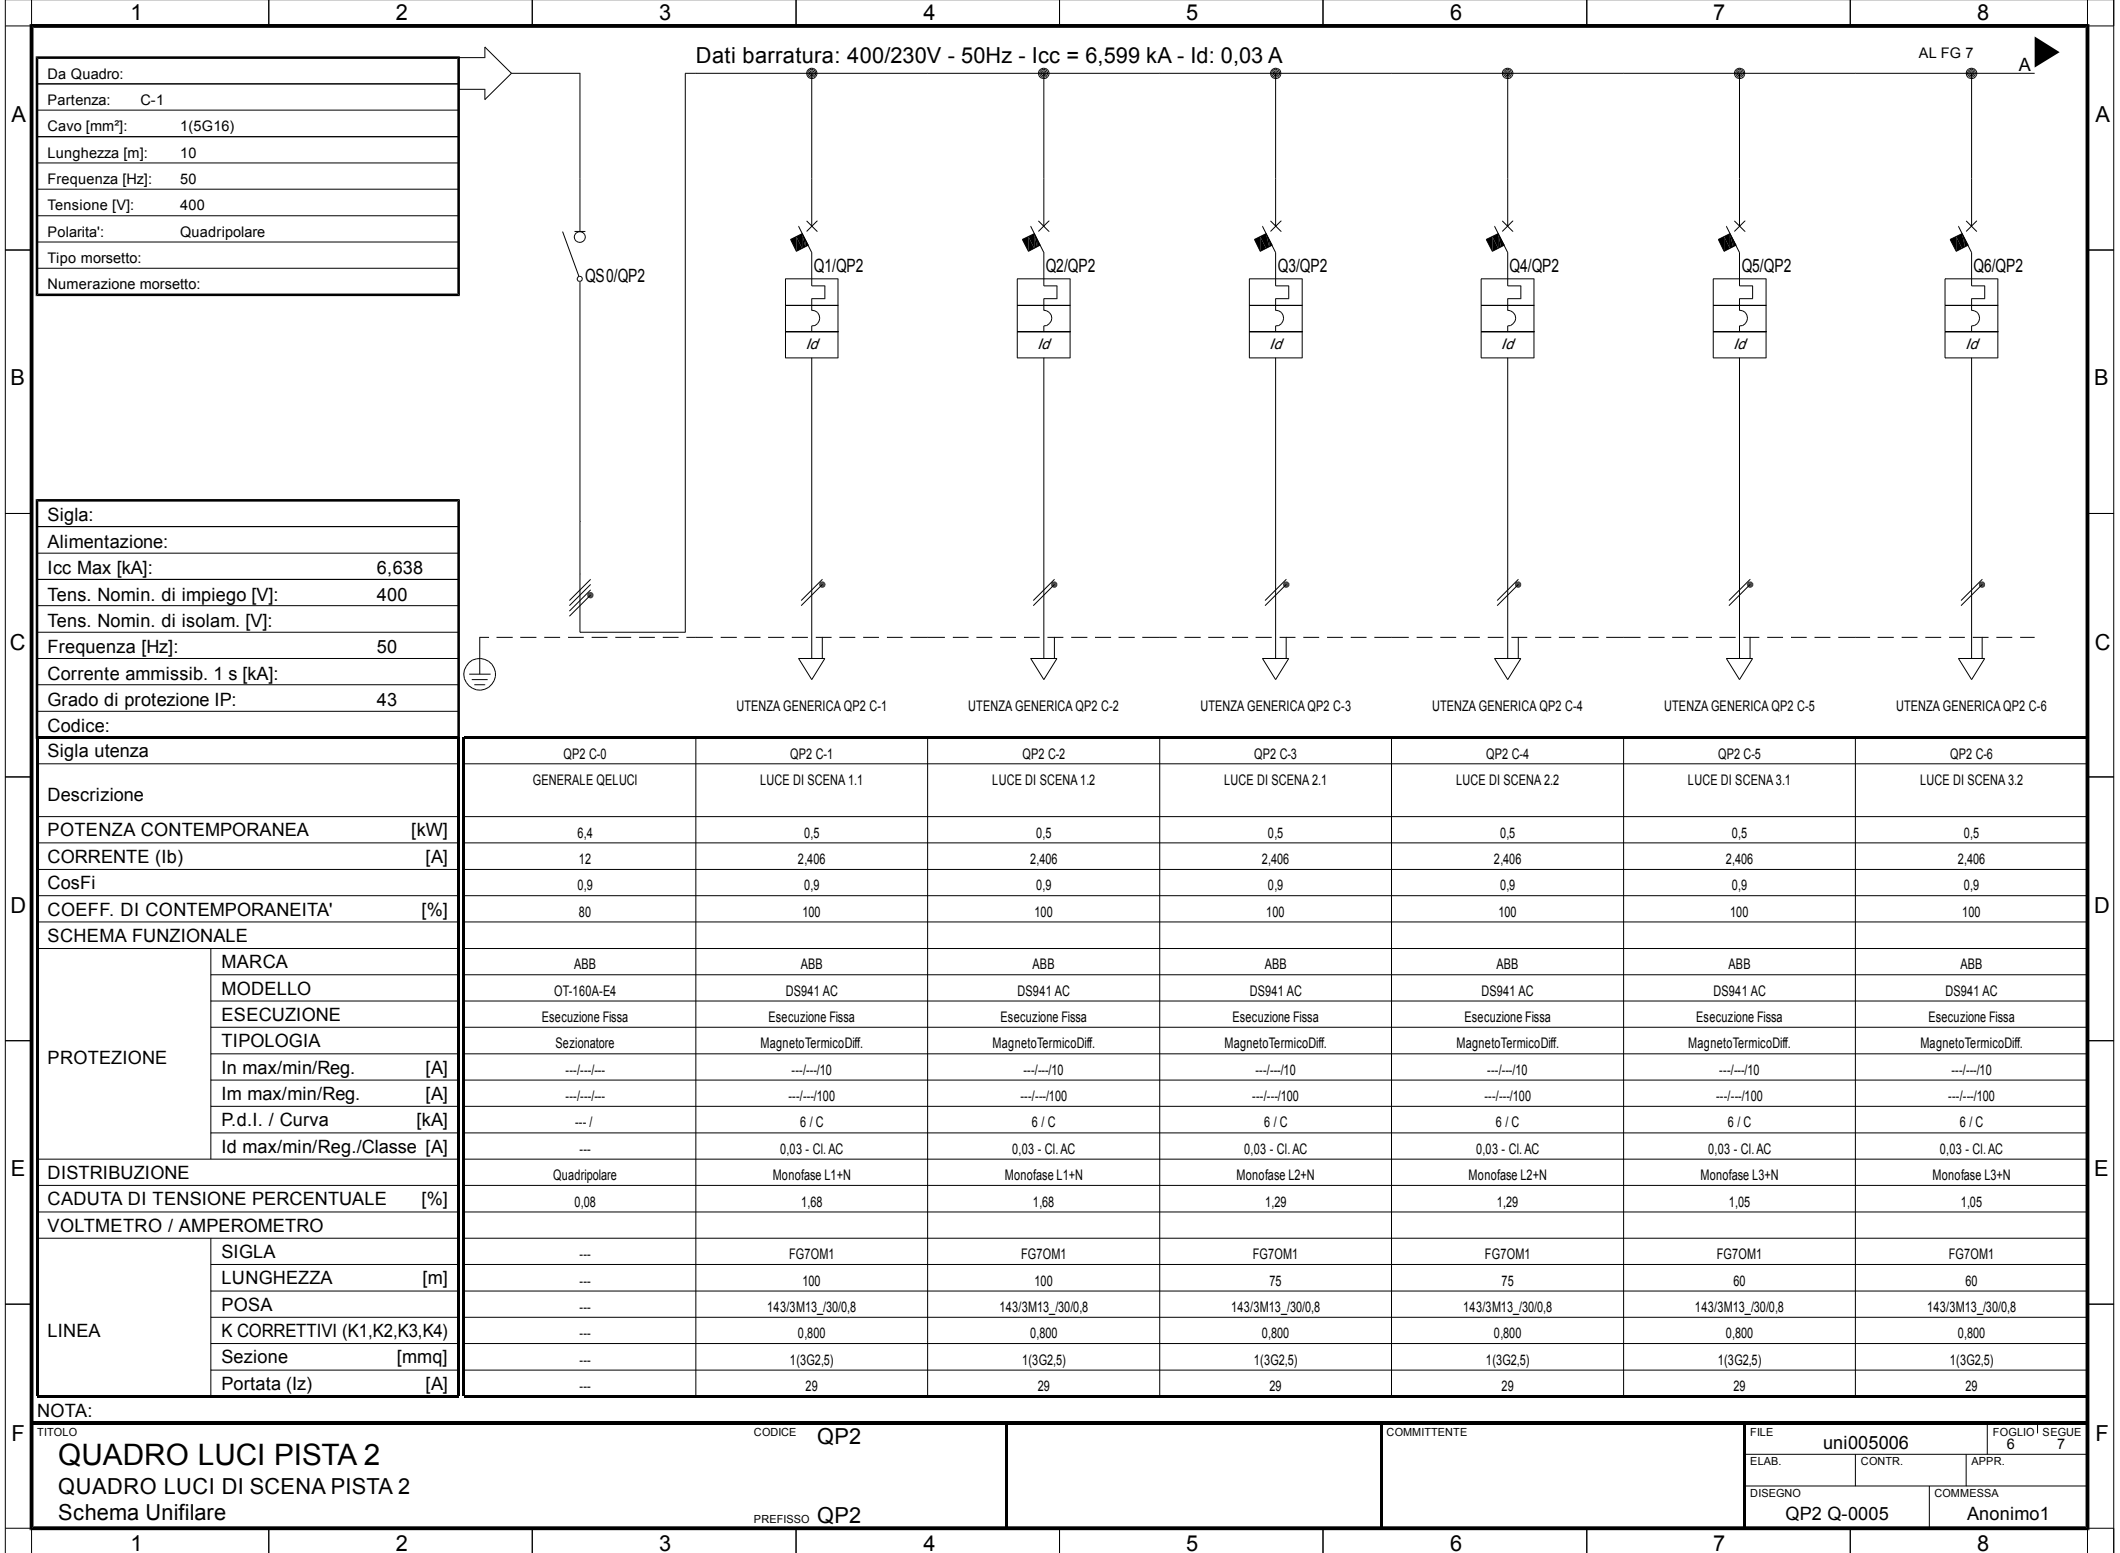 1 2 3 4 5 6 7 8
Dati barratura: 400/230V - 50Hz - Icc = 6,599 kA - Id: 0,03 A
AL FG 7
A
Da Quadro:
Partenza: C-1
Cavo [mm²]: 1(5G16)
Lunghezza [m]: 10
Frequenza [Hz]: 50
Tensione [V]: 400
Polarita': Quadripolare
Tipo morsetto:
Numerazione morsetto:
A A
QS0/QP2 Q1/QP2 Q2/QP2 Q3/QP2 Q4/QP2 Q5/QP2 Q6/QP2
Id Id Id Id Id Id
B B
Sigla:
Alimentazione:
Icc Max [kA]: 6,638
Tens. Nomin. di impiego [V]: 400
Tens. Nomin. di isolam. [V]:
Frequenza [Hz]: 50
Corrente ammissib. 1 s [kA]:
Grado di protezione IP: 43
Codice:
C C
UTENZA GENERICA QP2 C-1 UTENZA GENERICA QP2 C-2 UTENZA GENERICA QP2 C-3 UTENZA GENERICA QP2 C-4 UTENZA GENERICA QP2 C-5 UTENZA GENERICA QP2 C-6
Sigla utenza QP2 C-0 QP2 C-1 QP2 C-2 QP2 C-3 QP2 C-4 QP2 C-5 QP2 C-6
Descrizione GENERALE QELUCI LUCE DI SCENA 1.1 LUCE DI SCENA 1.2 LUCE DI SCENA 2.1 LUCE DI SCENA 2.2 LUCE DI SCENA 3.1 LUCE DI SCENA 3.2
POTENZA CONTEMPORANEA [kW] 6,4 0,5 0,5 0,5 0,5 0,5 0,5
CORRENTE (Ib) [A] 12 2,406 2,406 2,406 2,406 2,406 2,406
CosFi 0,9 0,9 0,9 0,9 0,9 0,9 0,9
D COEFF. DI CONTEMPORANEITA' [%] 80 100 100 100 100 100 100 D
SCHEMA FUNZIONALE
PROTEZIONE
MARCA ABB ABB ABB ABB ABB ABB ABB
MODELLO OT-160A-E4 DS941 AC DS941 AC DS941 AC DS941 AC DS941 AC DS941 AC
ESECUZIONE Esecuzione Fissa Esecuzione Fissa Esecuzione Fissa Esecuzione Fissa Esecuzione Fissa Esecuzione Fissa Esecuzione Fissa
TIPOLOGIA Sezionatore MagnetoTermicoDiff. MagnetoTermicoDiff. MagnetoTermicoDiff. MagnetoTermicoDiff. MagnetoTermicoDiff. MagnetoTermicoDiff.
In max/min/Reg. [A] ---/---/--- ---/---/10 ---/---/10 ---/---/10 ---/---/10 ---/---/10 ---/---/10
Im max/min/Reg. [A] ---/---/--- ---/---/100 ---/---/100 ---/---/100 ---/---/100 ---/---/100 ---/---/100
P.d.I. / Curva [kA] --- / 6 / C 6 / C 6 / C 6 / C 6 / C 6 / C
Id max/min/Reg./Classe [A] --- 0,03 - Cl. AC 0,03 - Cl. AC 0,03 - Cl. AC 0,03 - Cl. AC 0,03 - Cl. AC 0,03 - Cl. AC
E DISTRIBUZIONE Quadripolare Monofase L1+N Monofase L1+N Monofase L2+N Monofase L2+N Monofase L3+N Monofase L3+N E
CADUTA DI TENSIONE PERCENTUALE [%] 0,08 1,68 1,68 1,29 1,29 1,05 1,05
VOLTMETRO / AMPEROMETRO
LINEA
SIGLA --- FG7OM1 FG7OM1 FG7OM1 FG7OM1 FG7OM1 FG7OM1
LUNGHEZZA [m] --- 100 100 75 75 60 60
POSA --- 143/3M13_/30/0,8 143/3M13_/30/0,8 143/3M13_/30/0,8 143/3M13_/30/0,8 143/3M13_/30/0,8 143/3M13_/30/0,8
K CORRETTIVI (K1,K2,K3,K4) --- 0,800 0,800 0,800 0,800 0,800 0,800
Sezione [mmq] --- 1(3G2,5) 1(3G2,5) 1(3G2,5) 1(3G2,5) 1(3G2,5) 1(3G2,5)
Portata (Iz) [A] --- 29 29 29 29 29 29
NOTA:
F F
TITOLO
QUADRO LUCI PISTA 2
QUADRO LUCI DI SCENA PISTA 2
Schema Unifilare
CODICE QP2
PREFISSO QP2
COMMITTENTE
FILE uni005006
FOGLIO 6
SEGUE 7
ELAB. CONTR. APPR.
DISEGNO QP2 Q-0005
COMMESSA Anonimo1
1 2 3 4 5 6 7 8